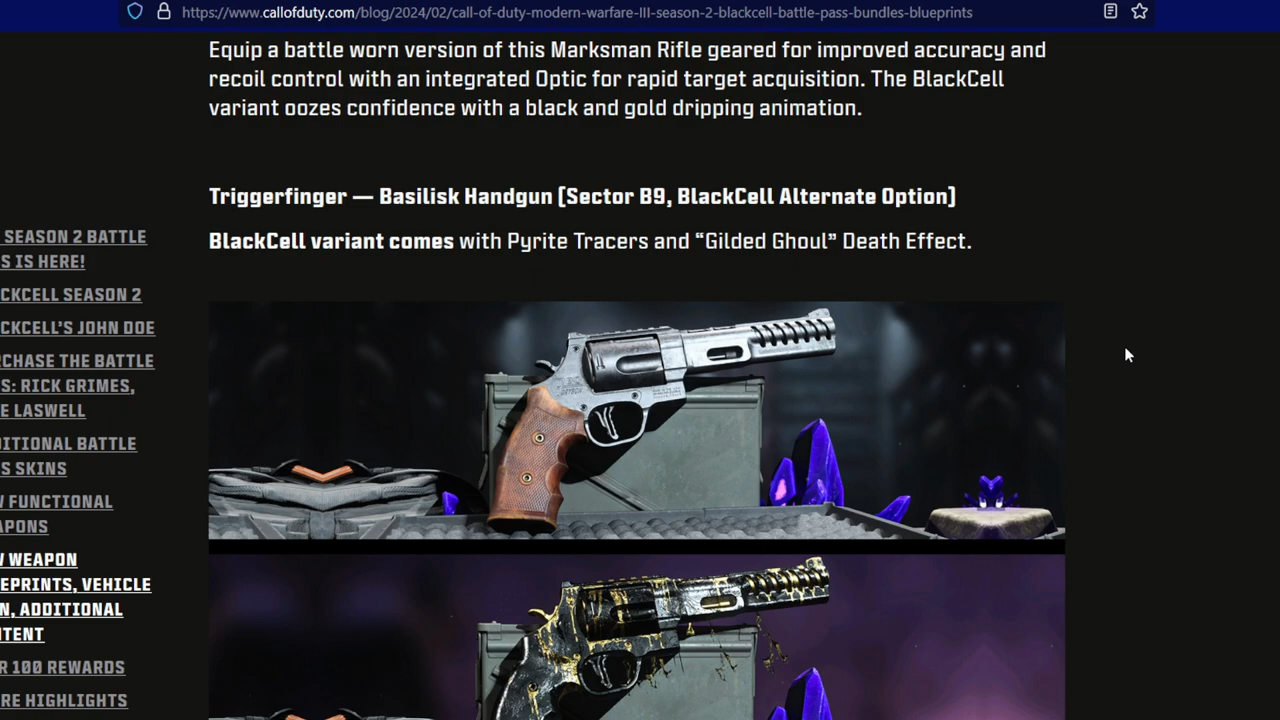 https://www.callofduty.com/blog/2024/02/call-of-duty-modern-warfare-III-season-2-blackcell-battle-pass-bundles-blueprints
Equip a battle worn version of this Marksman Rifle geared for improved accuracy and
recoil control with an integrated Optic for rapid target acquisition. The BlackCell
variant oozes confidence with a black and gold dripping animation.
Triggerfinger — Basilisk Handgun [Sector B9, BlackCell Alternate Option]
BlackCell variant comes with Pyrite Tracers and “Gilded Ghoul” Death Effect.
SEASON 2 BATTLE
S IS HERE!
CKCELL SEASON 2
CKCELL'S JOHN DOE
RCHASE THE BATTLE
S: RICK GRIMES,
E LASWELL
DITIONAL BATTLE
S SKINS
W FUNCTIONAL
APONS
W WEAPON
EPRINTS, VEHICLE
N, ADDITIONAL
TENT
R 100 REWARDS
RE HIGHLIGHTS